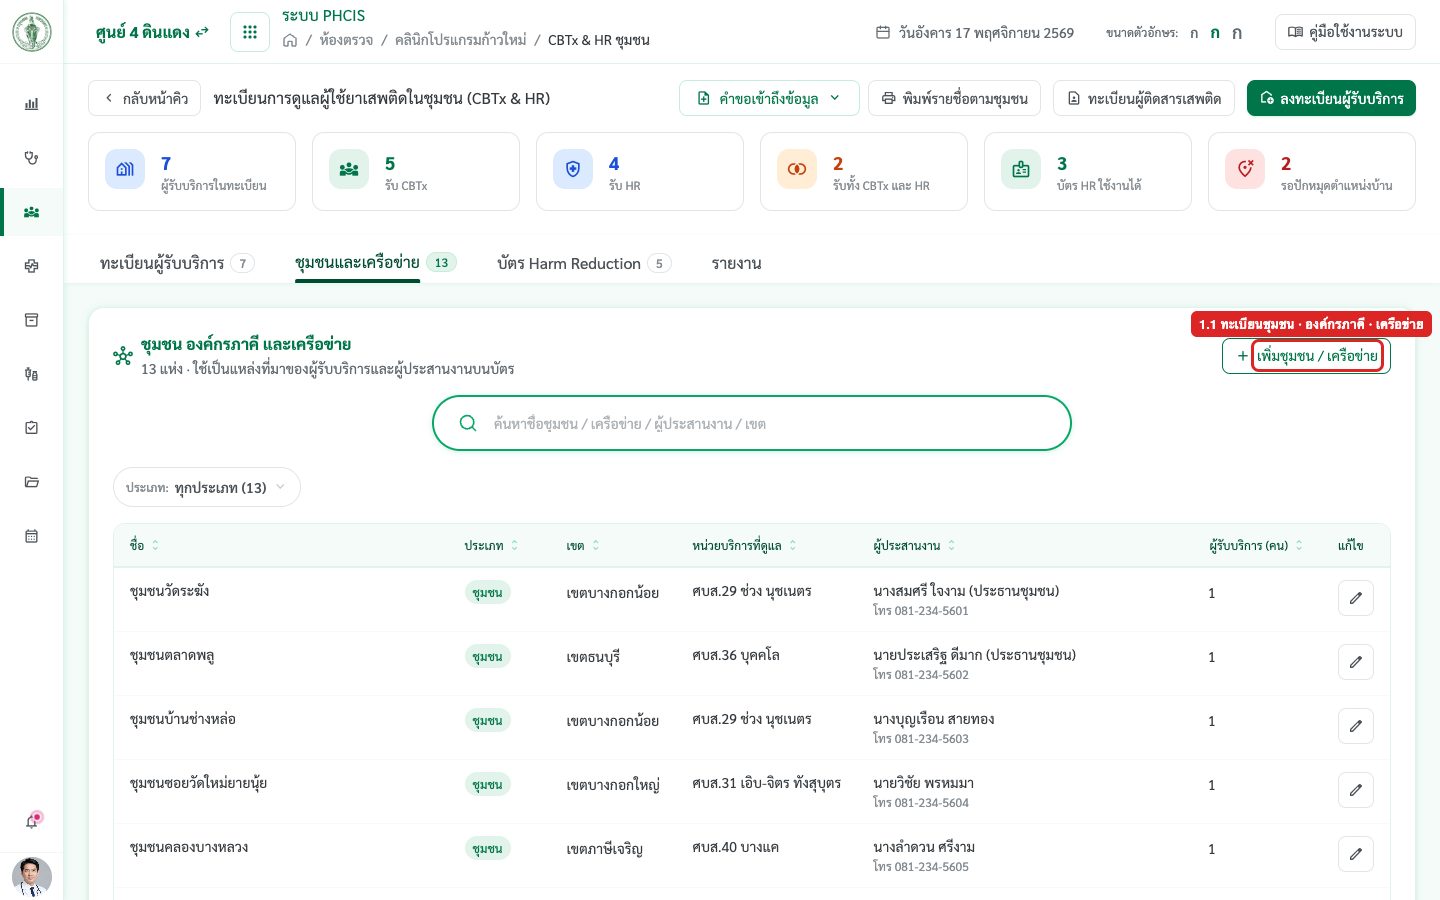 ศูนย์ 4 ดินแดง
ระบบ PHCIS
/ ห้องตรวจ / คลินิกโปรแกรมก้าวใหม่ / CBTx & HR ชุมชน
วันอังคาร 17 พฤศจิกายน 2569
ขนาดตัวอักษร: ก ก ก
คู่มือใช้งานระบบ
กลับหน้าคิว
ทะเบียนการดูแลผู้ใช้ยาเสพติดในชุมชน (CBTx & HR)
คำขอเข้าถึงข้อมูล
พิมพ์รายชื่อตามชุมชน
ทะเบียนผู้ติดสารเสพติด
ลงทะเบียนผู้รับบริการ
7
ผู้รับบริการในทะเบียน
5
รับ CBTx
4
รับ HR
2
รับทั้ง CBTx และ HR
3
บัตร HR ใช้งานได้
2
รอปักหมุดตำแหน่งบ้าน
ทะเบียนผู้รับบริการ 7
ชุมชนและเครือข่าย 13
บัตร Harm Reduction 5
รายงาน
1.1 ทะเบียนชุมชน · องค์กรภาคี · เครือข่าย
ชุมชน องค์กรภาคี และเครือข่าย
13 แห่ง · ใช้เป็นแหล่งที่มาของผู้รับบริการและผู้ประสานงานบนบัตร
+ เพิ่มชุมชน / เครือข่าย
ค้นหาชื่อชุมชน / เครือข่าย / ผู้ประสานงาน / เขต
ประเภท: ทุกประเภท (13)
ชื่อ ประเภท เขต หน่วยบริการที่ดูแล ผู้ประสานงาน ผู้รับบริการ (คน) แก้ไข
ชุมชนวัดระฆัง ชุมชน เขตบางกอกน้อย ศบส.29 ช่วง นุชเนตร นางสมศรี ใจงาม (ประธานชุมชน) 1
โทร 081-234-5601
ชุมชนตลาดพลู ชุมชน เขตธนบุรี ศบส.36 บุคคโล นายประเสริฐ ดีมาก (ประธานชุมชน) 1
โทร 081-234-5602
ชุมชนบ้านช่างหล่อ ชุมชน เขตบางกอกน้อย ศบส.29 ช่วง นุชเนตร นางบุญเรือน สายทอง 1
โทร 081-234-5603
ชุมชนซอยวัดใหม่ยายนุ้ย ชุมชน เขตบางกอกใหญ่ ศบส.31 เอิบ-จิตร ทังสุบุตร นายวิชัย พรหมมา 1
โทร 081-234-5604
ชุมชนคลองบางหลวง ชุมชน เขตภาษีเจริญ ศบส.40 บางแค นางลำดวน ศรีงาม 1
โทร 081-234-5605